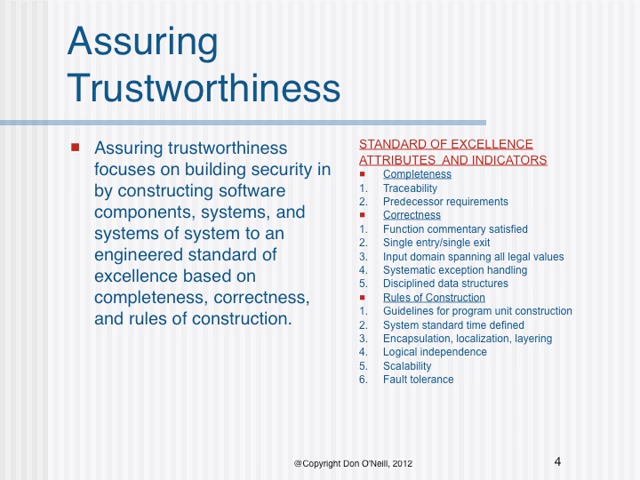 Assuring
Trustworthiness
Assuring trustworthiness
focuses on building security in
by constructing software
components, systems, and
systems of system to an
engineered standard of
excellence based on
completeness, correctness,
and rules of construction.
STANDARD OF EXCELLENCE
ATTRIBUTES AND INDICATORS
Completeness
1. Traceability
2. Predecessor requirements
Correctness
1. Function commentary satisfied
2. Single entry/single exit
3. Input domain spanning all legal values
4. Systematic exception handling
5. Disciplined data structures
Rules of Construction
1. Guidelines for program unit construction
2. System standard time defined
3. Encapsulation, localization, layering
4. Logical independence
5. Scalability
6. Fault tolerance
@Copyright Don O'Neill, 2012
4